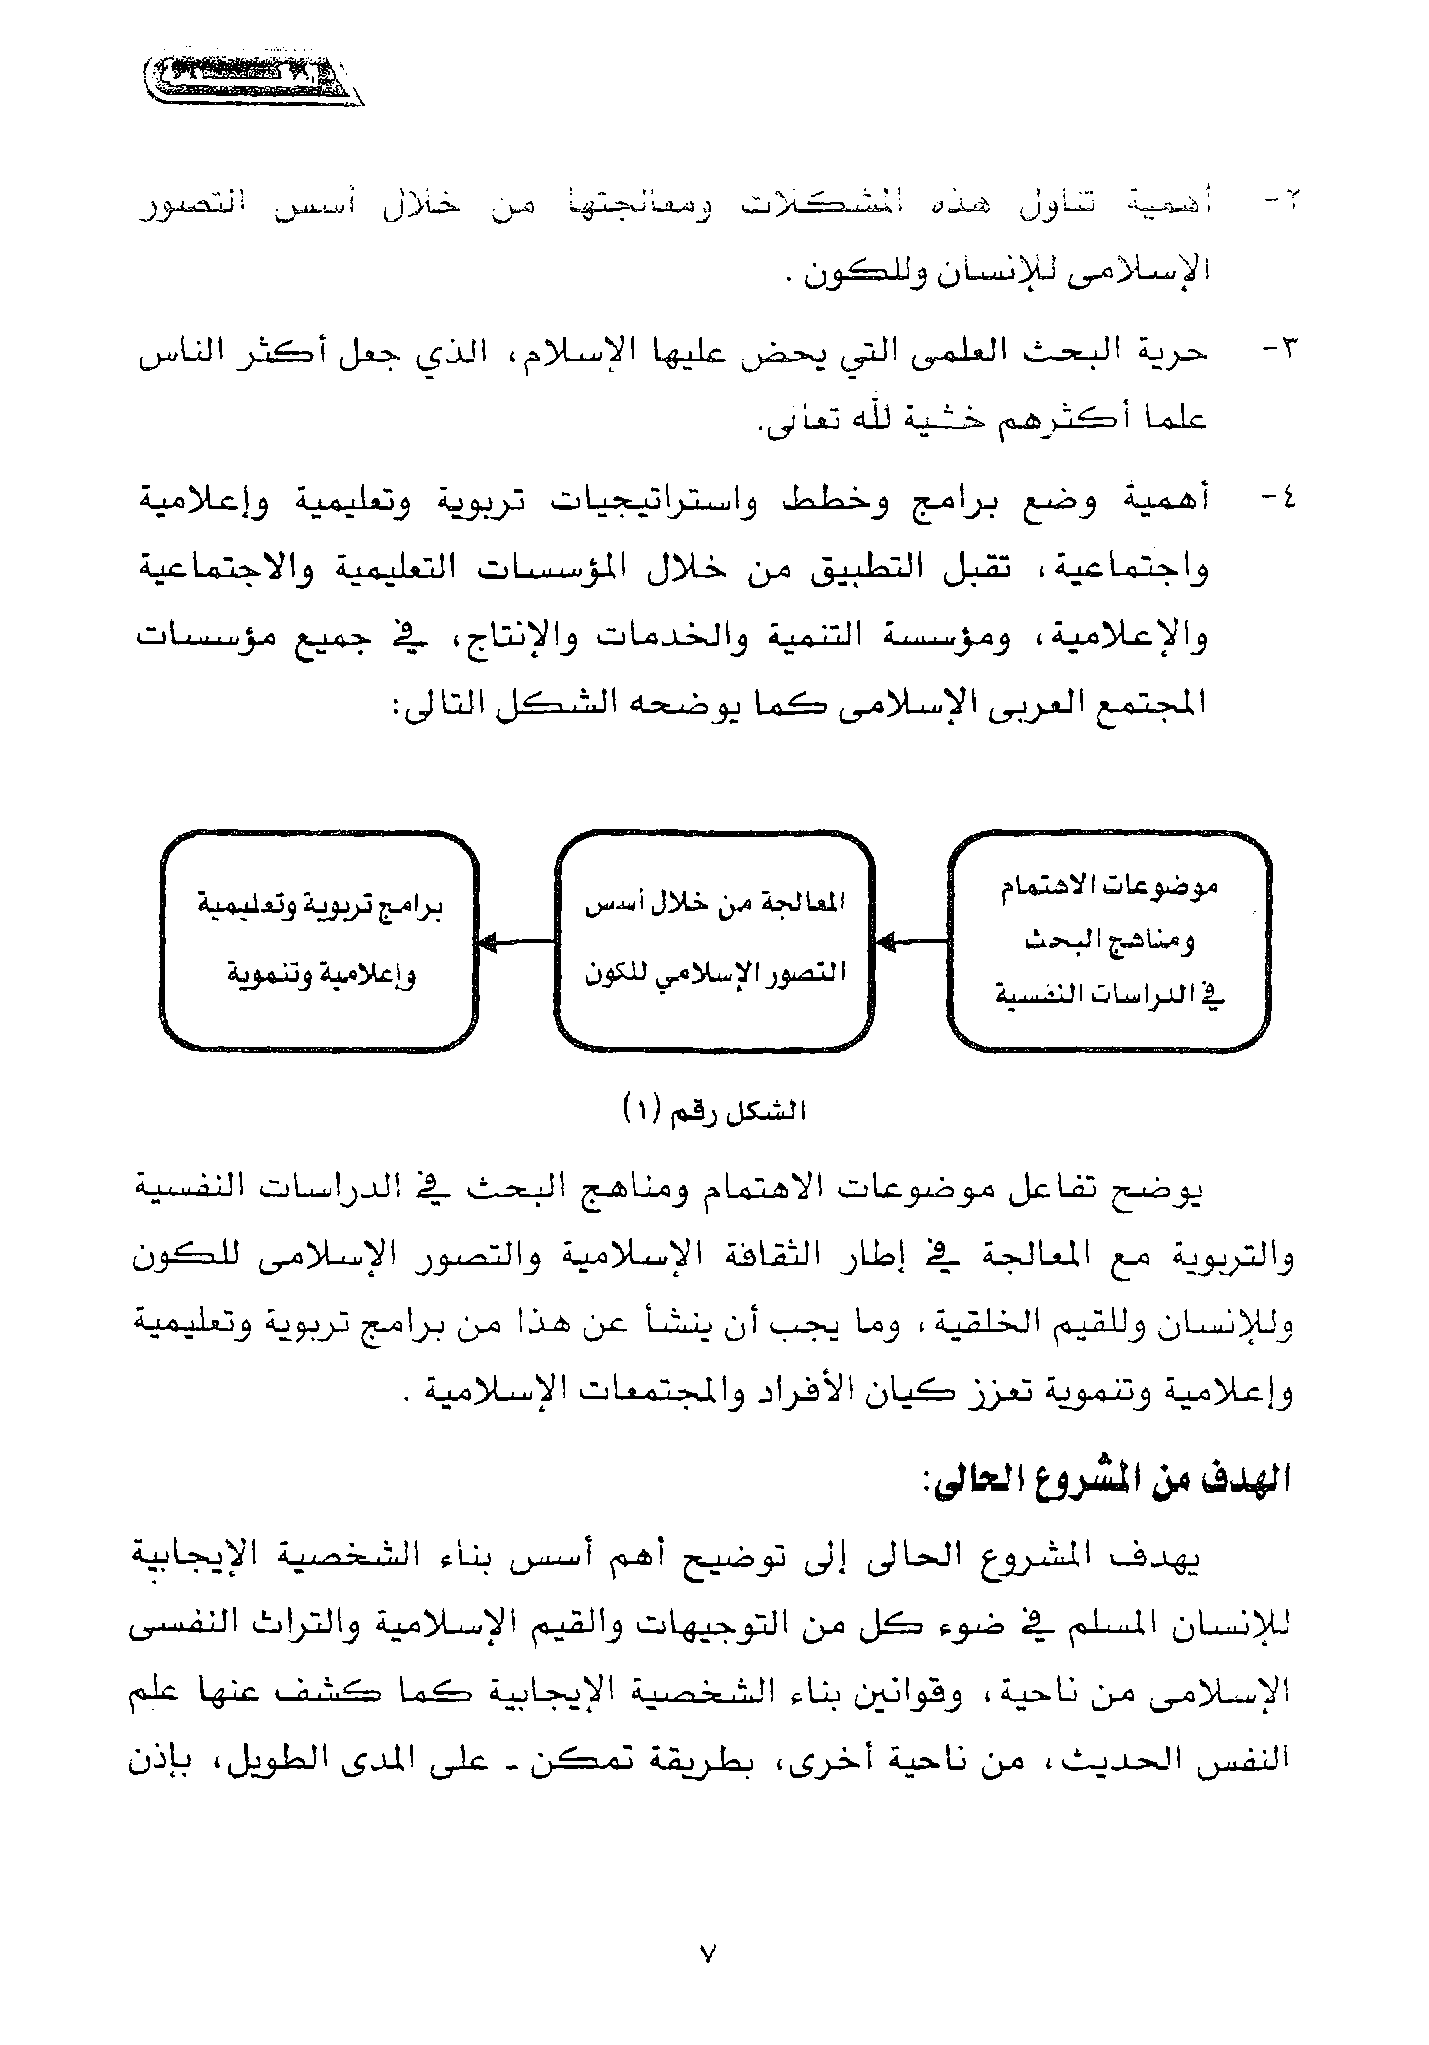 ٢- أهمية تناول هذه المشكلات ومعالجتها من خلال أسس التصور
الإسلامى للإنسان وللكون .
٣- حرية البحث العلمى التي يحض عليها الإسلام، الذي جعل أكثر الناس
علما أكثرهم خشية لله تعالى.
٤- أهمية وضع برامج وخطط واستراتيجيات تربوية وتعليمية وإعلامية
واجتماعية، تقبل التطبيق من خلال المؤسسات التعليمية والاجتماعية
والإعلامية، ومؤسسة التنمية والخدمات والإنتاج، في جميع مؤسسات
المجتمع العربى الإسلامى كما يوضحه الشكل التالى:
موضوعات الاهتمام
ومناهج البحث
في الدراسات النفسية
المعالجة من خلال أسس
التصور الإسلامي للكون
برامج تربوية وتعليمية
وإعلامية وتنموية
الشكل رقم (١)
يوضح تفاعل موضوعات الاهتمام ومناهج البحث في الدراسات النفسية
والتربوية مع المعالجة في إطار الثقافة الإسلامية والتصور الإسلامى للكون
وللإنسان وللقيم الخلقية، وما يجب أن ينشأ عن هذا من برامج تربوية وتعليمية
وإعلامية وتنموية تعزز كيان الأفراد والمجتمعات الإسلامية .
الهدف من المشروع الحالى:
يهدف المشروع الحالى إلى توضيح أهم أسس بناء الشخصية الإيجابية
للإنسان المسلم في ضوء كل من التوجيهات والقيم الإسلامية والتراث النفسى
الإسلامى من ناحية، وقوانين بناء الشخصية الإيجابية كما كشف عنها علم
النفس الحديث، من ناحية أخرى، بطريقة تمكن - على المدى الطويل، بإذن
٧